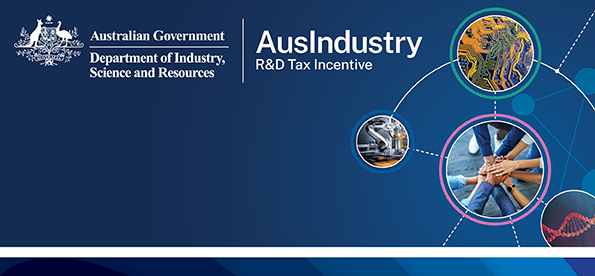 Australian Government
Department of Industry,
Science and Resources
AusIndustry
R&D Tax Incentive